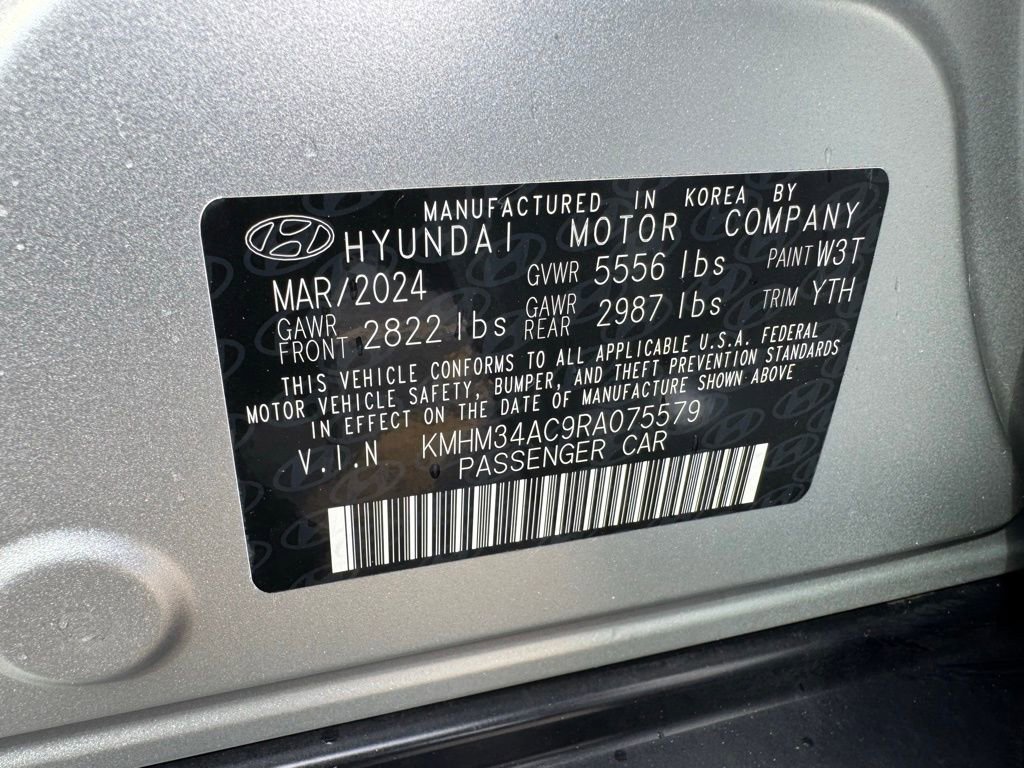 MANUFACTURED IN KOREA BY
HYUNDAI MOTOR COMPANY
MAR/2024 GVWR 5556 lbs PAINT W3T
GAWR FRONT 2822 lbs GAWR REAR 2987 lbs TRIM YTH
THIS VEHICLE CONFORMS TO ALL APPLICABLE U.S.A. FEDERAL
MOTOR VEHICLE SAFETY, BUMPER, AND THEFT PREVENTION STANDARDS
IN EFFECT ON THE DATE OF MANUFACTURE SHOWN ABOVE
V.I.N KMHM34AC9RA075579
PASSENGER CAR